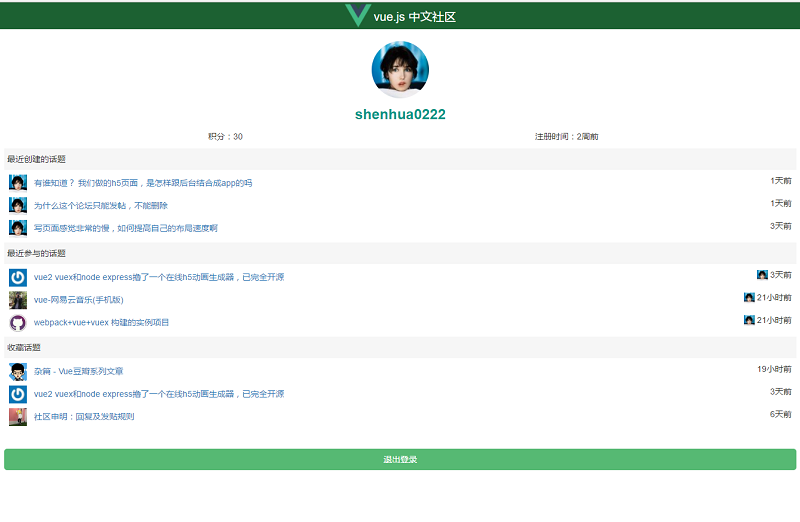 vue.js 中文社区
shenhua0222
积分：30 注册时间：2周前
最近创建的话题
有谁知道？ 我们做的h5页面，是怎样跟后台结合成app的吗 1天前
为什么这个论坛只能发帖，不能删除 1天前
写页面感觉非常的慢，如何提高自己的布局速度啊 3天前
最近参与的话题
vue2 vuex和node express撸了一个在线h5动画生成器，已完全开源 3天前
vue-网易云音乐(手机版) 21小时前
webpack+vue+vuex 构建的实例项目 21小时前
收藏话题
杂篇 - Vue豆瓣系列文章 19小时前
vue2 vuex和node express撸了一个在线h5动画生成器，已完全开源 3天前
社区申明：回复及发贴规则 6天前
退出登录